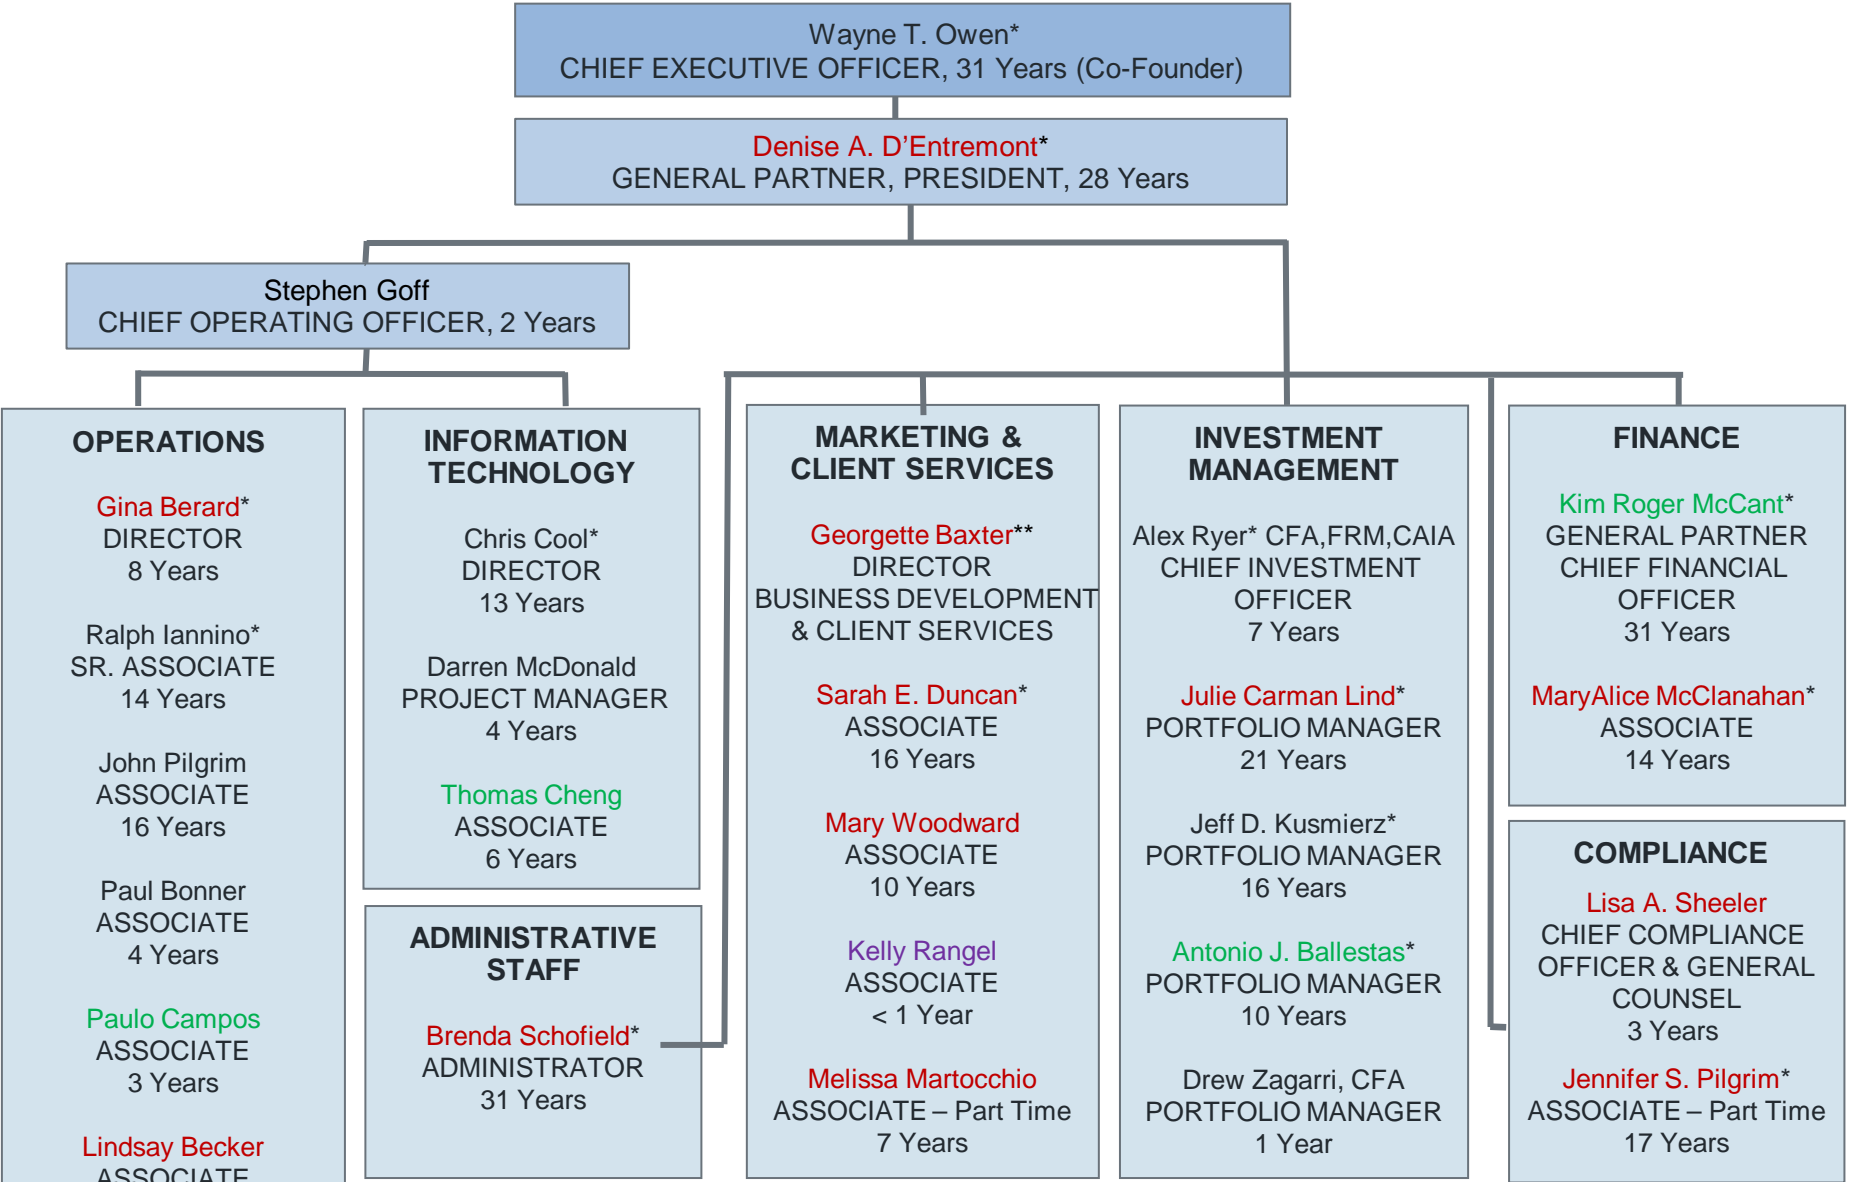 Wayne T. Owen*
CHIEF EXECUTIVE OFFICER, 31 Years (Co-Founder)
Denise A. D’Entremont*
GENERAL PARTNER, PRESIDENT, 28 Years
Stephen Goff
CHIEF OPERATING OFFICER, 2 Years
OPERATIONS
Gina Berard*
DIRECTOR
8 Years
Ralph Iannino*
SR. ASSOCIATE
14 Years
John Pilgrim
ASSOCIATE
16 Years
Paul Bonner
ASSOCIATE
4 Years
Paulo Campos
ASSOCIATE
3 Years
Lindsay Becker
ASSOCIATE
INFORMATION
TECHNOLOGY
Chris Cool*
DIRECTOR
13 Years
Darren McDonald
PROJECT MANAGER
4 Years
Thomas Cheng
ASSOCIATE
6 Years
ADMINISTRATIVE
STAFF
Brenda Schofield*
ADMINISTRATOR
31 Years
MARKETING &
CLIENT SERVICES
Georgette Baxter**
DIRECTOR
BUSINESS DEVELOPMENT
& CLIENT SERVICES
Sarah E. Duncan*
ASSOCIATE
16 Years
Mary Woodward
ASSOCIATE
10 Years
Kelly Rangel
ASSOCIATE
< 1 Year
Melissa Martocchio
ASSOCIATE – Part Time
7 Years
INVESTMENT
MANAGEMENT
Alex Ryer* CFA,FRM,CAIA
CHIEF INVESTMENT
OFFICER
7 Years
Julie Carman Lind*
PORTFOLIO MANAGER
21 Years
Jeff D. Kusmierz*
PORTFOLIO MANAGER
16 Years
Antonio J. Ballestas*
PORTFOLIO MANAGER
10 Years
Drew Zagarri, CFA
PORTFOLIO MANAGER
1 Year
FINANCE
Kim Roger McCant*
GENERAL PARTNER
CHIEF FINANCIAL
OFFICER
31 Years
MaryAlice McClanahan*
ASSOCIATE
14 Years
COMPLIANCE
Lisa A. Sheeler
CHIEF COMPLIANCE
OFFICER & GENERAL
COUNSEL
3 Years
Jennifer S. Pilgrim*
ASSOCIATE – Part Time
17 Years